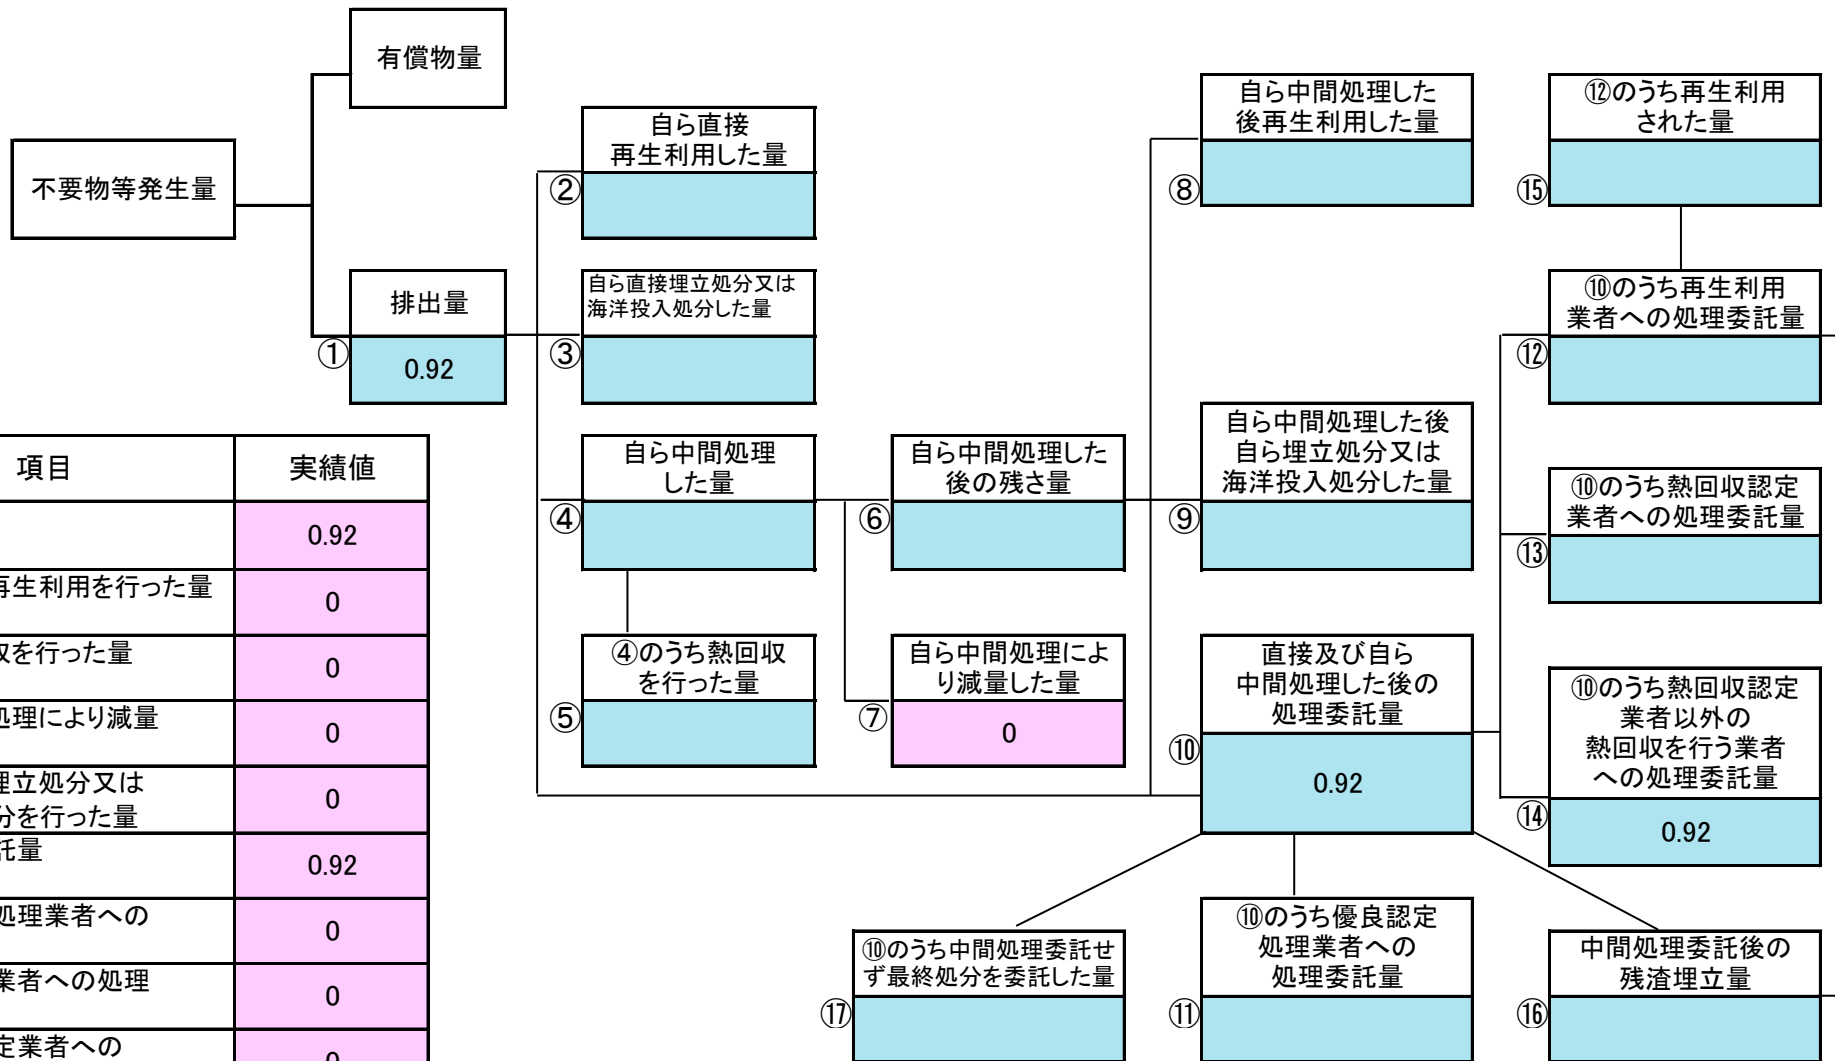 有償物量
不要物等発生量
排出量
①
0.92
自ら直接
再生利用した量
②
自ら直接埋立処分又は
海洋投入処分した量
③
自ら中間処理
した量
④
④のうち熱回収
を行った量
⑤
自ら中間処理した
後の残さ量
⑥
自ら中間処理によ
り減量した量
⑦
0
自ら中間処理した
後再生利用した量
⑧
自ら中間処理した後
自ら埋立処分又は
海洋投入処分した量
⑨
直接及び自ら
中間処理した後の
処理委託量
⑩
0.92
⑫のうち再生利用
された量
⑮
⑩のうち再生利用
業者への処理委託量
⑫
⑩のうち熱回収認定
業者への処理委託量
⑬
⑩のうち熱回収認定
業者以外の
熱回収を行う業者
への処理委託量
⑭
0.92
⑩のうち中間処理委託せ
ず最終処分を委託した量
⑰
⑩のうち優良認定
処理業者への
処理委託量
⑪
中間処理委託後の
残渣埋立量
⑯
項目 実績値
0.92
再生利用を行った量 0
を行った量 0
処理により減量 0
埋立処分又は
分を行った量 0
託量 0.92
処理業者への 0
業者への処理 0
定業者への 0